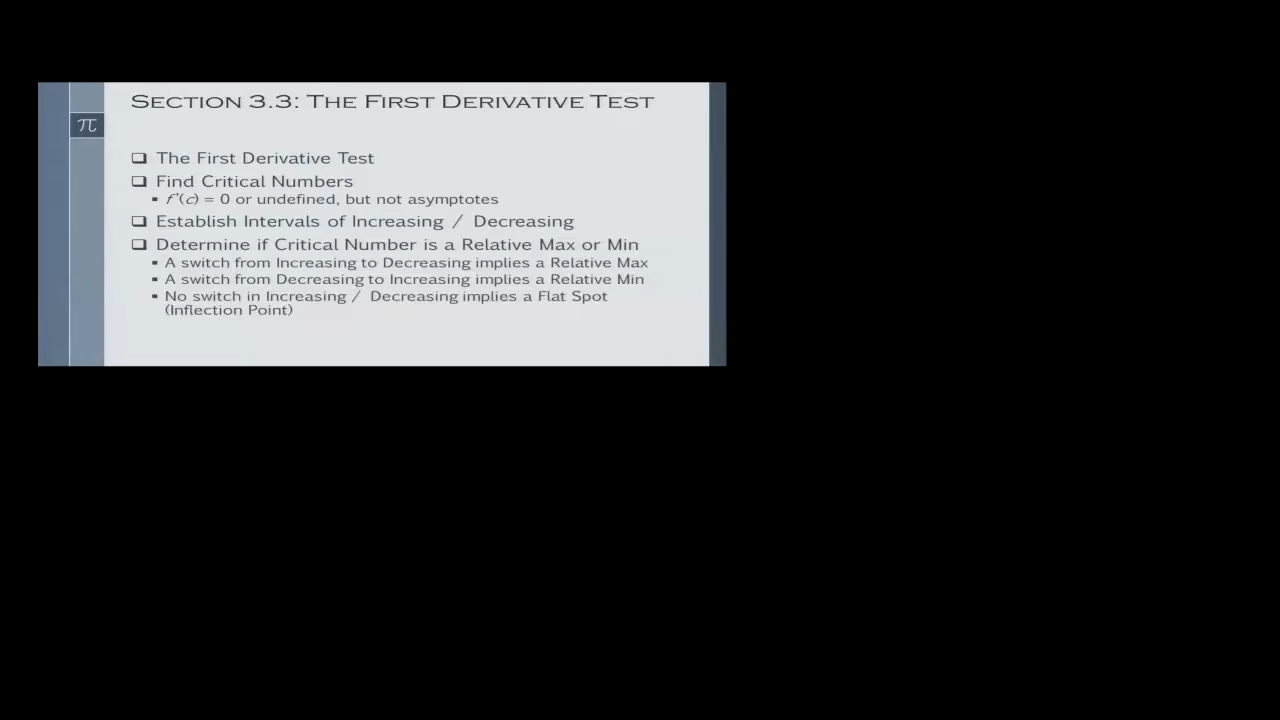 SECTION 3.3: THE FIRST DERIVATIVE TEST
π
❑ The First Derivative Test
❑ Find Critical Numbers
▪ f'(c) = 0 or undefined, but not asymptotes
❑ Establish Intervals of Increasing / Decreasing
❑ Determine if Critical Number is a Relative Max or Min
▪ A switch from Increasing to Decreasing implies a Relative Max
▪ A switch from Decreasing to Increasing implies a Relative Min
▪ No switch in Increasing / Decreasing implies a Flat Spot
(Inflection Point)